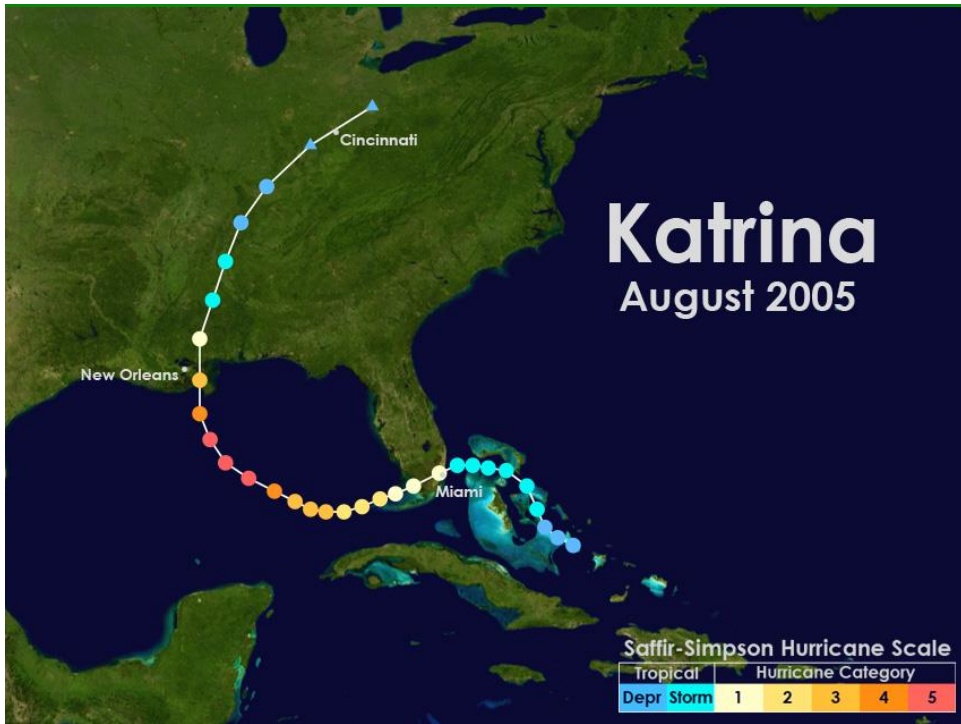 Cincinnati
Katrina
August 2005
New Orleans
Miami
Saffir-Simpson Hurricane Scale
Tropical Hurricane Category
Depr Storm 1 2 3 4 5